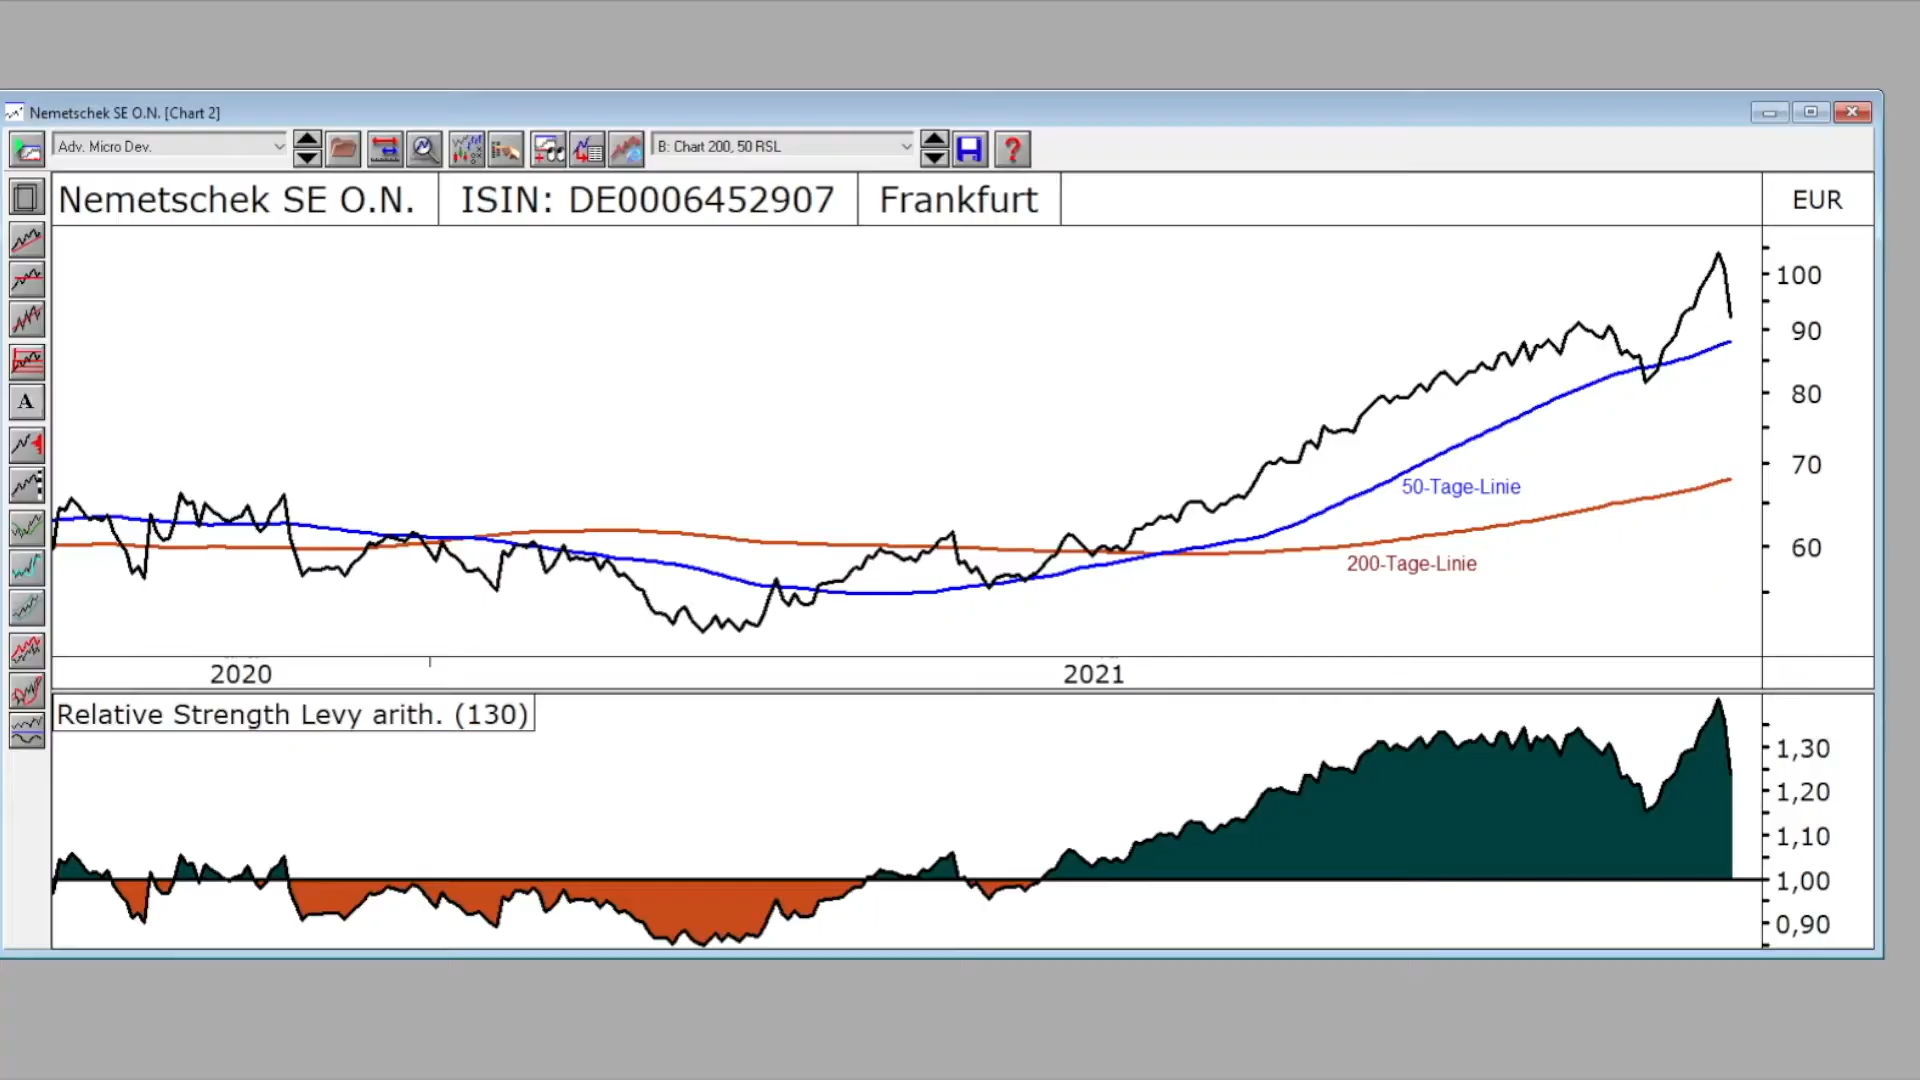 Nemetschek SE O.N. [Chart 2]
Adv. Micro Dev.
B: Chart 200, 50 RSL
?
Nemetschek SE O.N. ISIN: DE0006452907 Frankfurt EUR
A
100
90
80
70
60
50-Tage-Linie
200-Tage-Linie
2020 2021
Relative Strength Levy arith. (130)
1,30
1,20
1,10
1,00
0,90